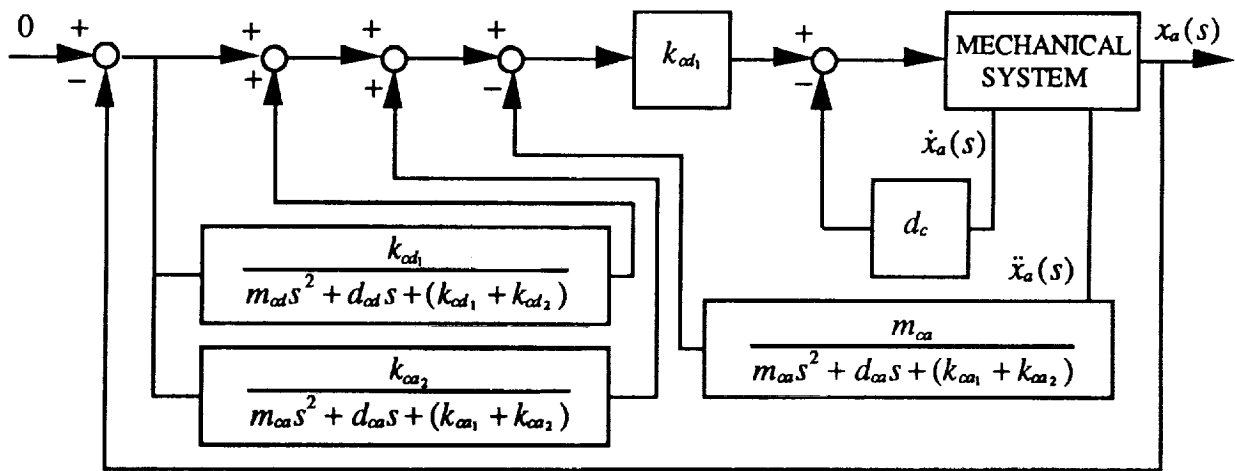 0
+
−
+
+
+
+
+
−
k_{cd_1}
+
−
MECHANICAL
SYSTEM
x_a(s)
ẋ_a(s)
d_c
ẍ_a(s)
k_{cd_1}
m_{cd}s^2 + d_{cd}s + (k_{cd_1} + k_{cd_2})
k_{ca_2}
m_{ca}s^2 + d_{ca}s + (k_{ca_1} + k_{ca_2})
m_{ca}
m_{ca}s^2 + d_{ca}s + (k_{ca_1} + k_{ca_2})